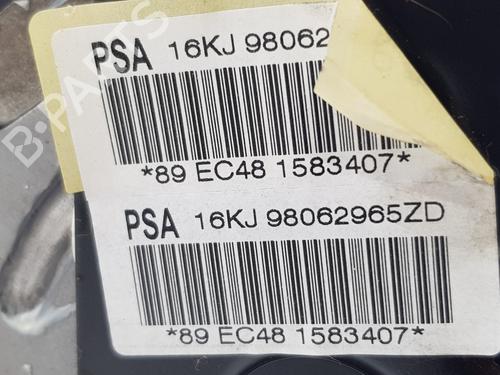 PSA 16KJ 98062
*89 EC48 1583407*
PSA 16KJ 98062965ZD
*89 EC48 1583407*
B-PARTS